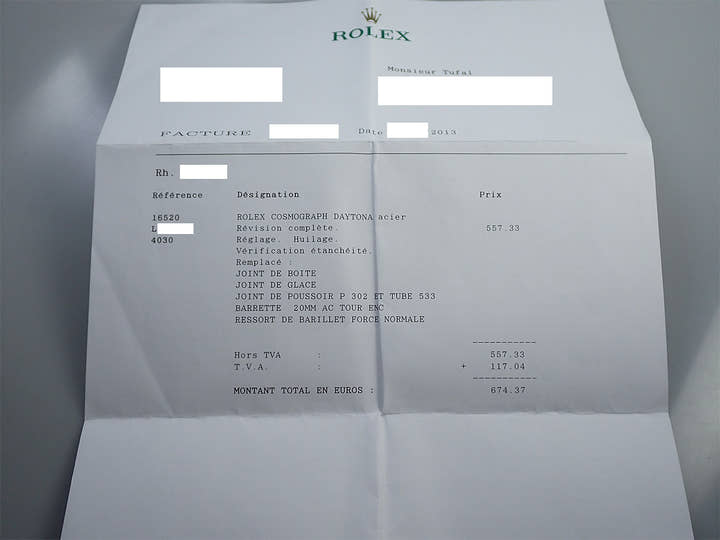 ROLEX
Monsieur Tufal
FACTURE Date 2013
Rh.
Référence Désignation Prix
16520 ROLEX COSMOGRAPH DAYTONA acier
L Révision complète. 557.33
4030 Réglage. Huilage.
Vérification étanchéité.
Remplacé :
JOINT DE BOITE
JOINT DE GLACE
JOINT DE POUSSOIR P 302 ET TUBE 533
BARRETTE 20MM AC TOUR ENC
RESSORT DE BARILLET FORCE NORMALE
-----------
Hors TVA : 557.33
T.V.A. : + 117.04
-----------
MONTANT TOTAL EN EUROS : 674.37